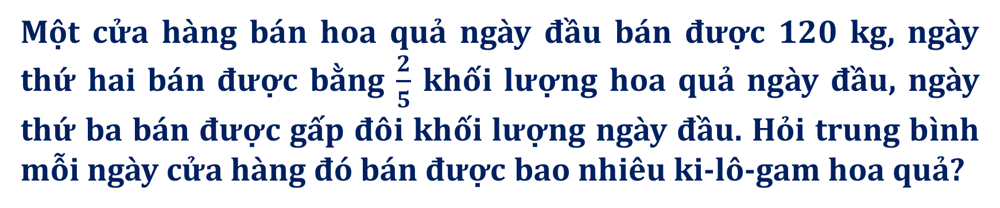 Một cửa hàng bán hoa quả ngày đầu bán được 120 kg, ngày
thứ hai bán được bằng 2/5 khối lượng hoa quả ngày đầu, ngày
thứ ba bán được gấp đôi khối lượng ngày đầu. Hỏi trung bình
mỗi ngày cửa hàng đó bán được bao nhiêu ki-lô-gam hoa quả?